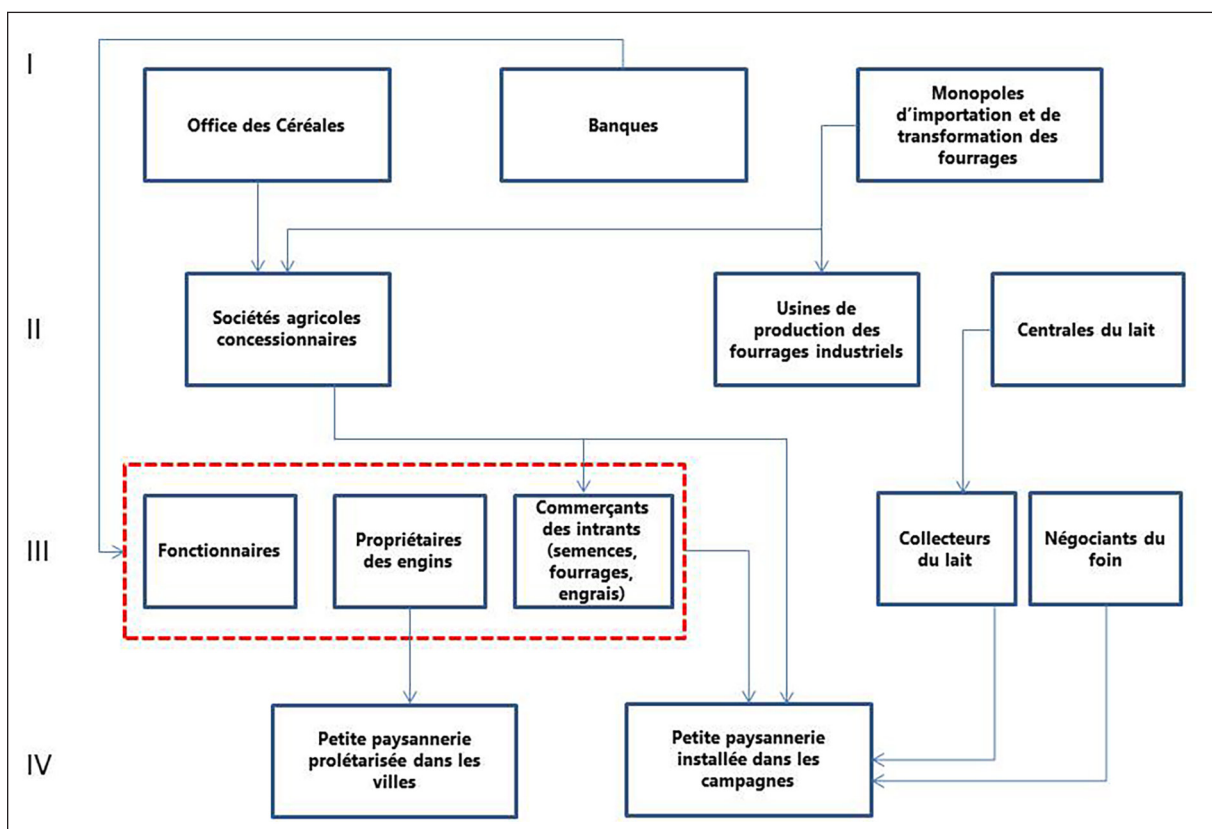 I
Office des Céréales
Banques
Monopoles
d'importation et de
transformation des
fourrages
II
Sociétés agricoles
concessionnaires
Usines de
production des
fourrages industriels
Centrales du lait
III
Fonctionnaires
Propriétaires
des engins
Commerçants
des intrants
(semences,
fourrages,
engrais)
Collecteurs
du lait
Négociants du
foin
IV
Petite paysannerie
prolétarisée dans les
villes
Petite paysannerie
installée dans les
campagnes